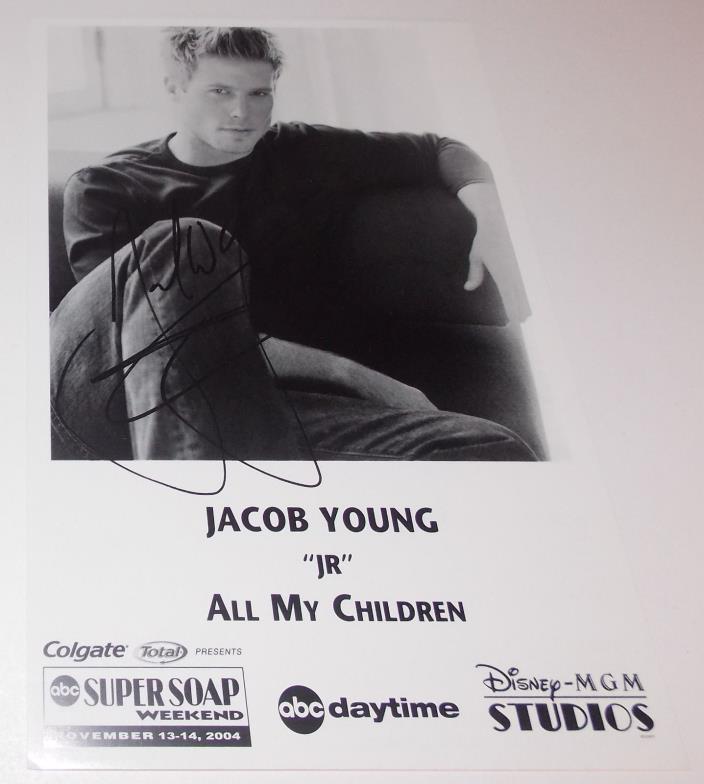 JACOB YOUNG
"JR"
ALL MY CHILDREN
Colgate® Total PRESENTS
abc SUPER SOAP
WEEKEND
NOVEMBER 13-14, 2004
abc daytime
DISNEY-MGM
STUDIOS